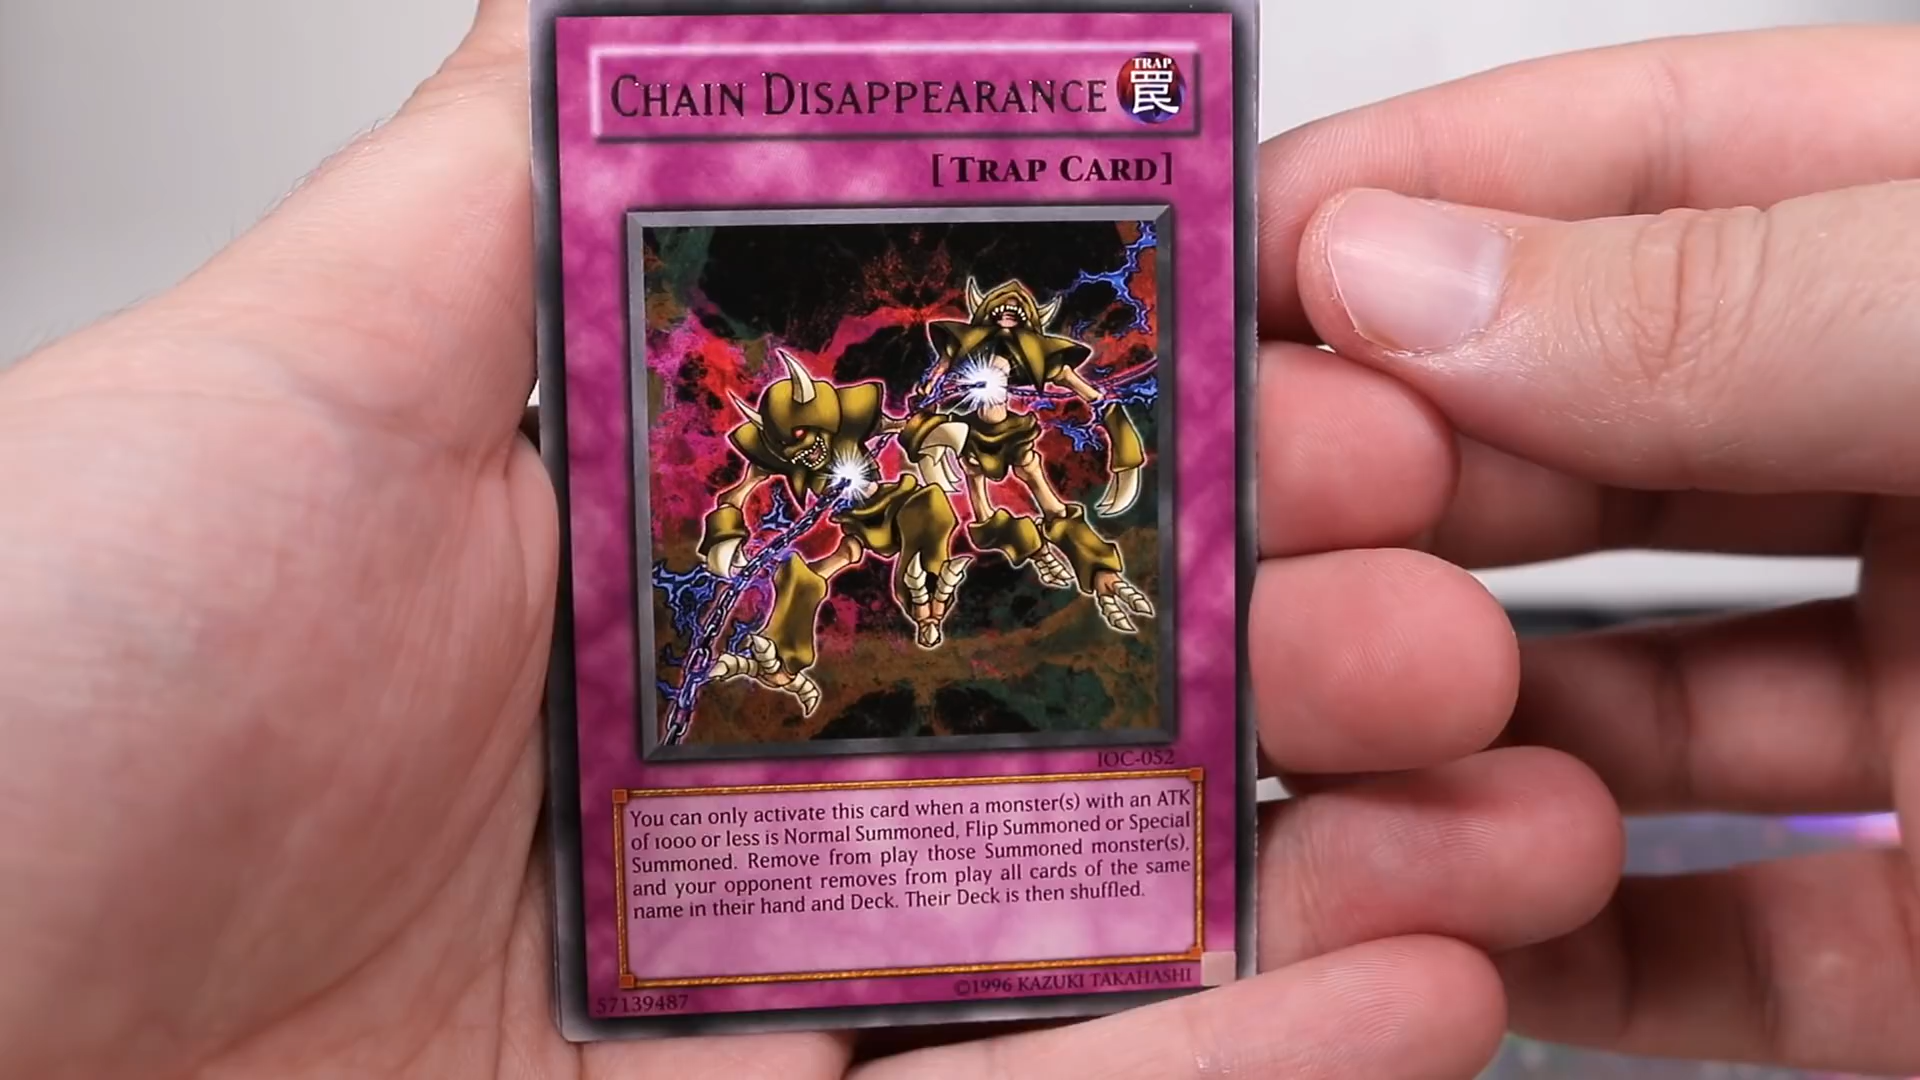 CHAIN DISAPPEARANCE
TRAP
罠
[TRAP CARD]
IOC-052
You can only activate this card when a monster(s) with an ATK
of 1000 or less is Normal Summoned, Flip Summoned or Special
Summoned. Remove from play those Summoned monster(s),
and your opponent removes from play all cards of the same
name in their hand and Deck. Their Deck is then shuffled.
57139487
©1996 KAZUKI TAKAHASHI